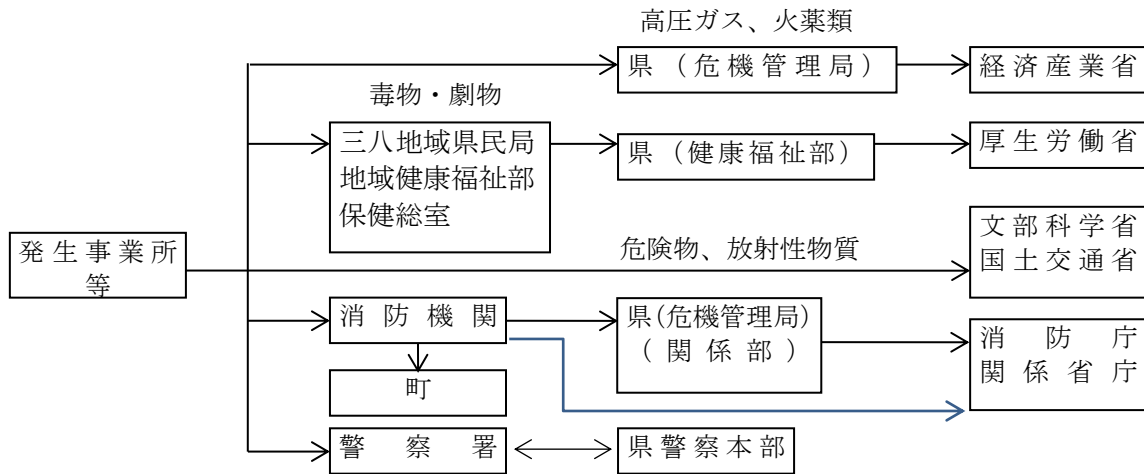 高圧ガス、火薬類
県（危機管理局）
経済産業省
毒物・劇物
三八地域県民局
地域健康福祉部
保健総室
県（健康福祉部）
厚生労働省
発生事業所
等
危険物、放射性物質
文部科学省
国土交通省
消防機関
県(危機管理局)
（関係部）
消防庁
関係省庁
町
警察署
県警察本部